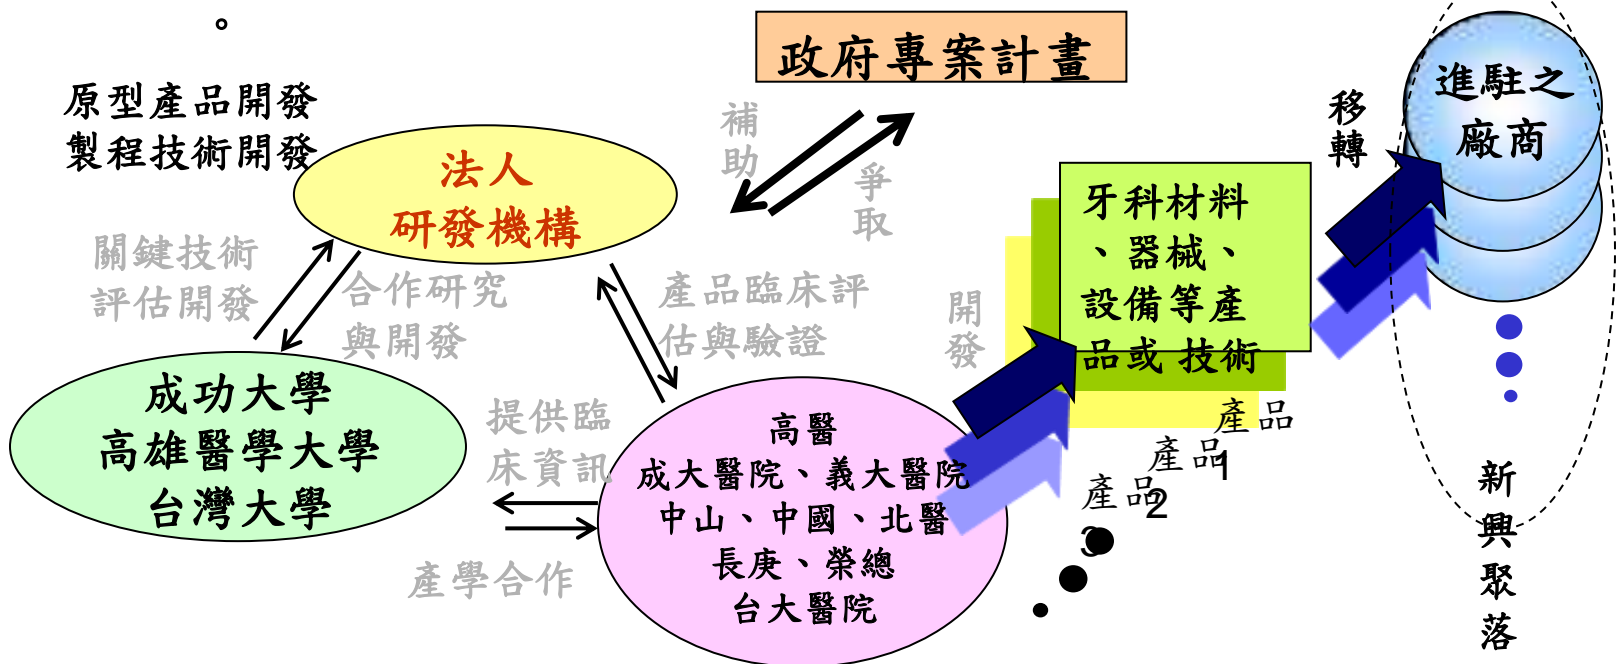 。
原型產品開發
製程技術開發
政府專案計畫
補助
爭取
法人
研發機構
關鍵技術
評估開發
合作研究
與開發
產品臨床評
估與驗證
成功大學
高雄醫學大學
台灣大學
提供臨
床資訊
產學合作
高醫
成大醫院、義大醫院
中山、中國、北醫
長庚、榮總
台大醫院
開發
牙科材料
、器械、
設備等產
品或 技術
產品1
產品2
產品3
移轉
進駐之
廠商
新興聚落